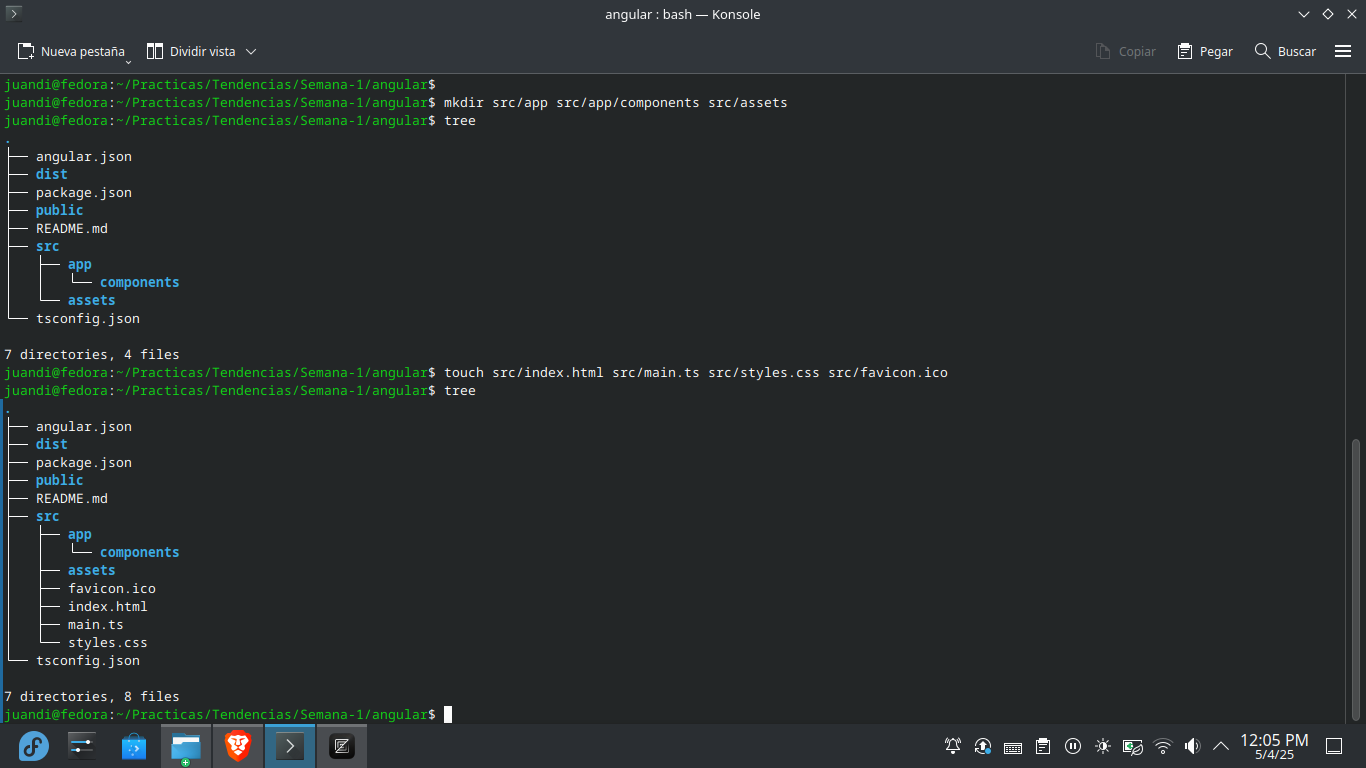 angular : bash — Konsole
Nueva pestaña Dividir vista Copiar Pegar Buscar
juandi@fedora:~/Practicas/Tendencias/Semana-1/angular$
juandi@fedora:~/Practicas/Tendencias/Semana-1/angular$ mkdir src/app src/app/components src/assets
juandi@fedora:~/Practicas/Tendencias/Semana-1/angular$ tree
.
├── angular.json
├── dist
├── package.json
├── public
├── README.md
├── src
│   ├── app
│   │   └── components
│   └── assets
└── tsconfig.json
7 directories, 4 files
juandi@fedora:~/Practicas/Tendencias/Semana-1/angular$ touch src/index.html src/main.ts src/styles.css src/favicon.ico
juandi@fedora:~/Practicas/Tendencias/Semana-1/angular$ tree
.
├── angular.json
├── dist
├── package.json
├── public
├── README.md
├── src
│   ├── app
│   │   └── components
│   ├── assets
│   ├── favicon.ico
│   ├── index.html
│   ├── main.ts
│   └── styles.css
└── tsconfig.json
7 directories, 8 files
juandi@fedora:~/Practicas/Tendencias/Semana-1/angular$
12:05 PM
5/4/25